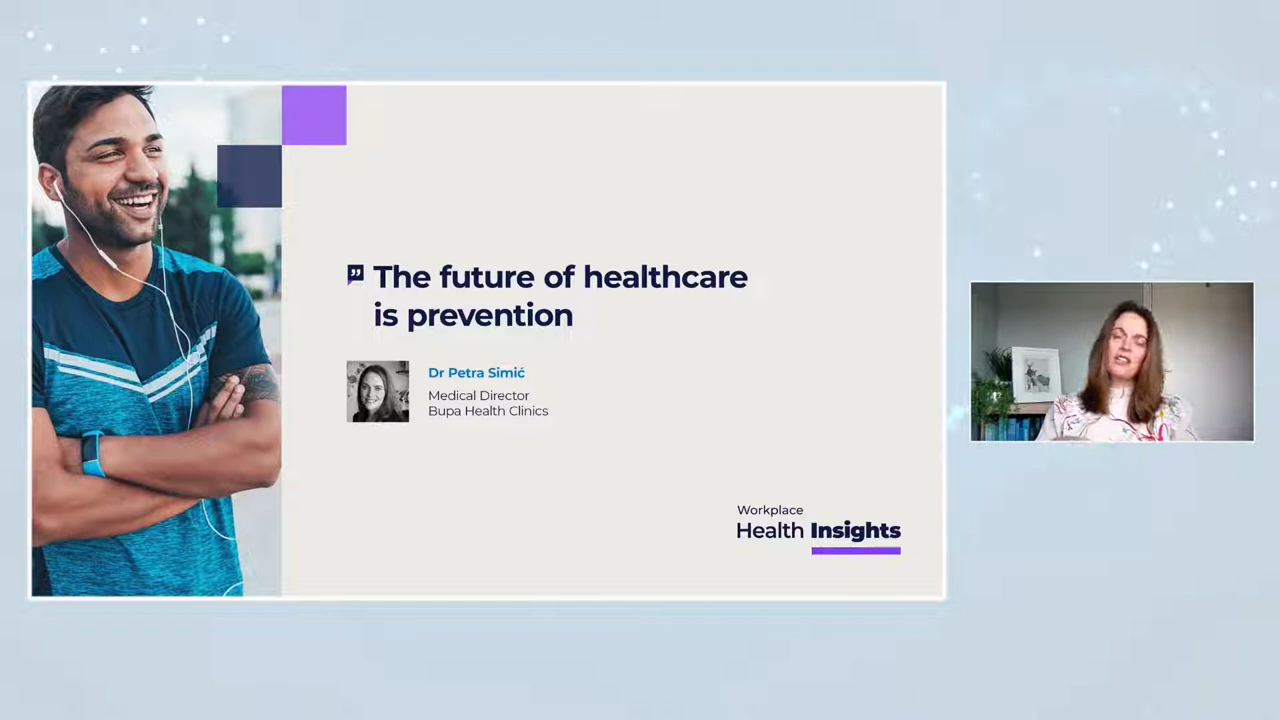 The future of healthcare
is prevention
Dr Petra Simić
Medical Director
Bupa Health Clinics
Workplace
Health Insights